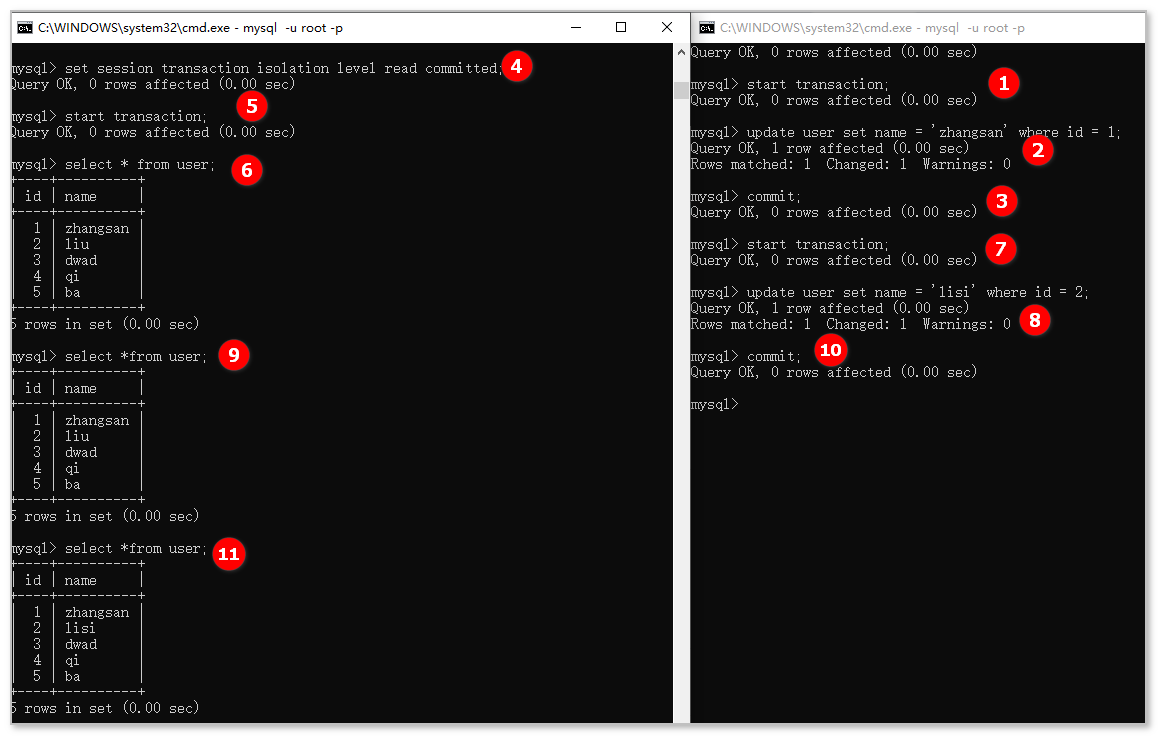 C:\WINDOWS\system32\cmd.exe - mysql  -u root -p
mysql> set session transaction isolation level read committed; 4
Query OK, 0 rows affected (0.00 sec)
5
mysql> start transaction;
Query OK, 0 rows affected (0.00 sec)
mysql> select * from user; 6
+----+----------+
| id | name     |
+----+----------+
|  1 | zhangsan |
|  2 | liu      |
|  3 | dwad     |
|  4 | qi       |
|  5 | ba       |
+----+----------+
5 rows in set (0.00 sec)
mysql> select *from user; 9
+----+----------+
| id | name     |
+----+----------+
|  1 | zhangsan |
|  2 | liu      |
|  3 | dwad     |
|  4 | qi       |
|  5 | ba       |
+----+----------+
5 rows in set (0.00 sec)
mysql> select *from user; 11
+----+----------+
| id | name     |
+----+----------+
|  1 | zhangsan |
|  2 | lisi     |
|  3 | dwad     |
|  4 | qi       |
|  5 | ba       |
+----+----------+
5 rows in set (0.00 sec)
C:\WINDOWS\system32\cmd.exe - mysql  -u root -p
Query OK, 0 rows affected (0.00 sec)
mysql> start transaction; 1
Query OK, 0 rows affected (0.00 sec)
mysql> update user set name = 'zhangsan' where id = 1;
Query OK, 1 row affected (0.00 sec) 2
Rows matched: 1  Changed: 1  Warnings: 0
mysql> commit; 3
Query OK, 0 rows affected (0.00 sec)
mysql> start transaction; 7
Query OK, 0 rows affected (0.00 sec)
mysql> update user set name = 'lisi' where id = 2;
Query OK, 1 row affected (0.00 sec)
Rows matched: 1  Changed: 1  Warnings: 0 8
mysql> commit; 10
Query OK, 0 rows affected (0.00 sec)
mysql>